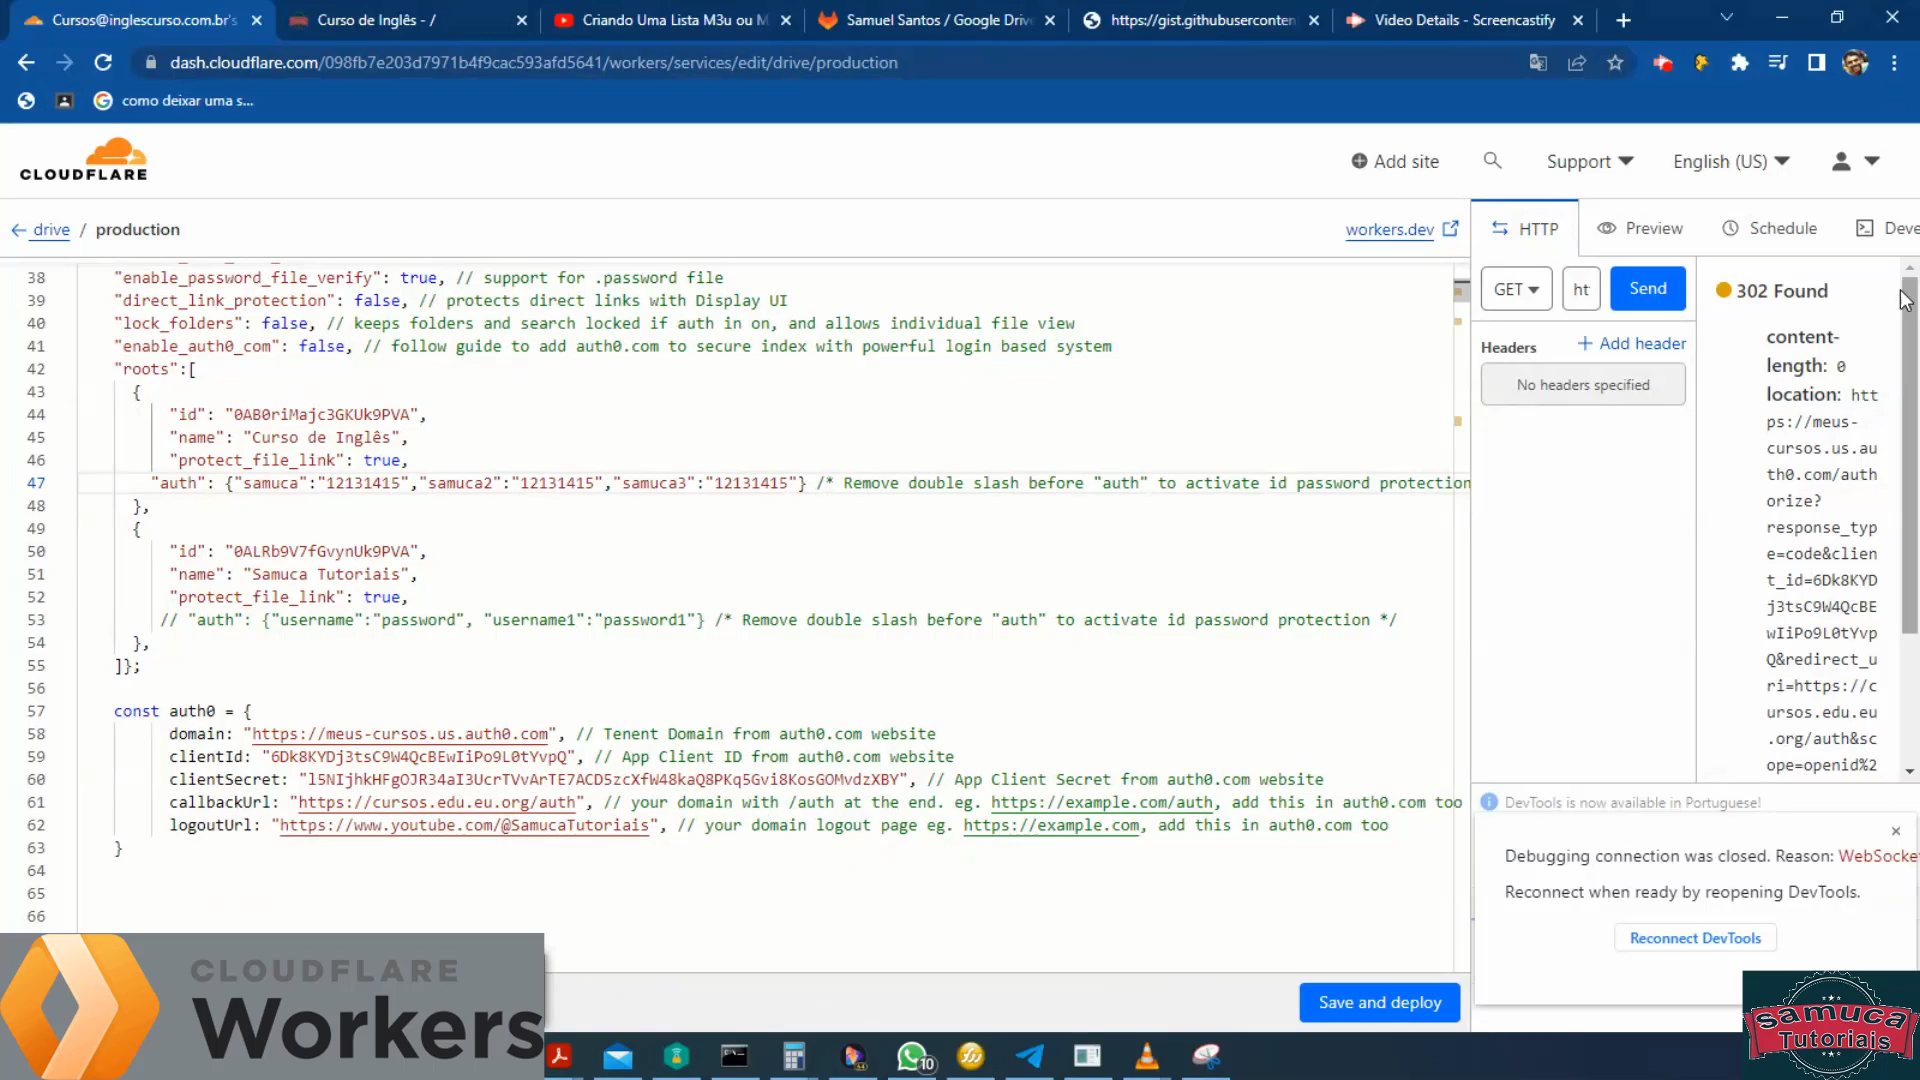 Cursos@inglescurso.com.br's
Curso de Inglês - /
Criando Uma Lista M3u ou M
Samuel Santos / Google Drive
https://gist.githubuserconten
Video Details - Screencastify
dash.cloudflare.com/098fb7e203d7971b4f9cac593afd5641/workers/services/edit/drive/production
como deixar uma s...
CLOUDFLARE
Add site
Support
English (US)
drive / production
workers.dev
HTTP
Preview
Schedule
Deve
38 "enable_password_file_verify": true, // support for .password file
39 "direct_link_protection": false, // protects direct links with Display UI
40 "lock_folders": false, // keeps folders and search locked if auth in on, and allows individual file view
41 "enable_auth0_com": false, // follow guide to add auth0.com to secure index with powerful login based system
42 "roots":[
43 {
44 "id": "0AB0riMajc3GKUk9PVA",
45 "name": "Curso de Inglês",
46 "protect_file_link": true,
47 "auth": {"samuca":"12131415","samuca2":"12131415","samuca3":"12131415"} /* Remove double slash before "auth" to activate id password protection
48 },
49 {
50 "id": "0ALRb9V7fGvynUk9PVA",
51 "name": "Samuca Tutoriais",
52 "protect_file_link": true,
53 // "auth": {"username":"password", "username1":"password1"} /* Remove double slash before "auth" to activate id password protection */
54 },
55 ]};
56
57 const auth0 = {
58 domain: "https://meus-cursos.us.auth0.com", // Tenent Domain from auth0.com website
59 clientId: "6Dk8KYDj3tsC9W4QcBEwIiPo9L0tYvpQ", // App Client ID from auth0.com website
60 clientSecret: "l5NIjhkHFgOJR34aI3UcrTVvArTE7ACD5zcXfW48kaQ8PKq5Gvi8KosGOMvdzXBY", // App Client Secret from auth0.com website
61 callbackUrl: "https://cursos.edu.eu.org/auth", // your domain with /auth at the end. eg. https://example.com/auth, add this in auth0.com too
62 logoutUrl: "https://www.youtube.com/@SamucaTutoriais", // your domain logout page eg. https://example.com, add this in auth0.com too
63 }
64
65
66
GET
ht
Send
Headers
Add header
No headers specified
302 Found
content-
length: 0
location: htt
ps://meus-
cursos.us.au
th0.com/auth
orize?
response_typ
e=code&clien
t_id=6Dk8KYD
j3tsC9W4QcBE
wIiPo9L0tYvp
Q&redirect_u
ri=https://c
ursos.edu.eu
.org/auth&sc
ope=openid%2
DevTools is now available in Portuguese!
Debugging connection was closed. Reason: WebSocke
Reconnect when ready by reopening DevTools.
Reconnect DevTools
Save and deploy
CLOUDFLARE
Workers
10
samuca
Tutoriais